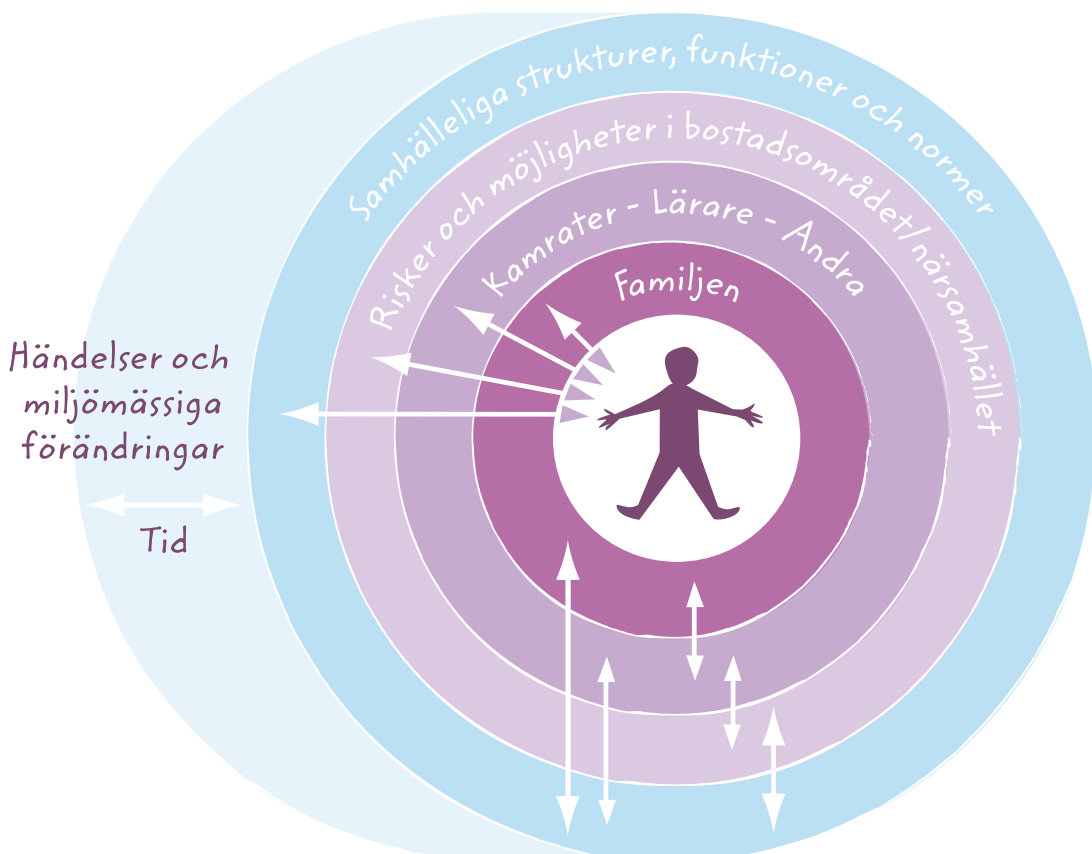 Samhälleliga strukturer, funktioner och normer
Risker och möjligheter i bostadsområdet/närsamhället
Kamrater - Lärare - Andra
Familjen
Händelser och
miljömässiga
förändringar
Tid